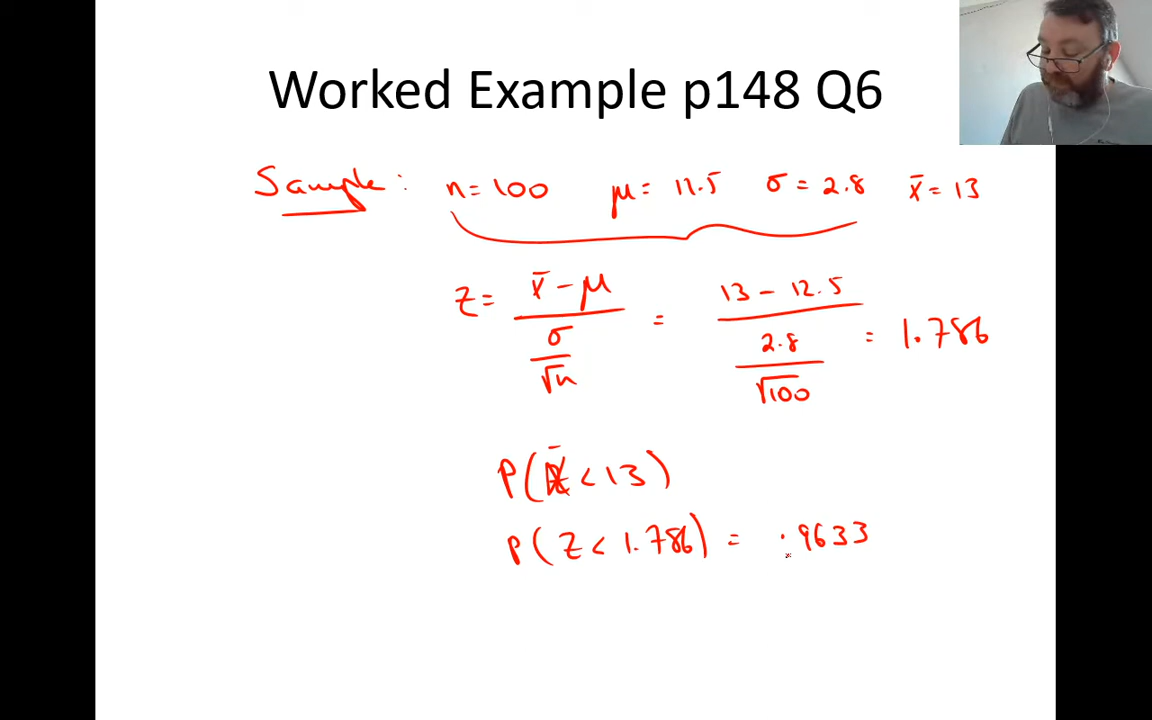 Worked Example p148 Q6
Sample: n = 100 μ = 12.5 σ = 2.8 x̄ = 13
z = (x̄ - μ) / (σ/√n) = (13 - 12.5) / (2.8/√100) = 1.786
P( x̄ < 13 )
P( Z < 1.786 ) = .9633